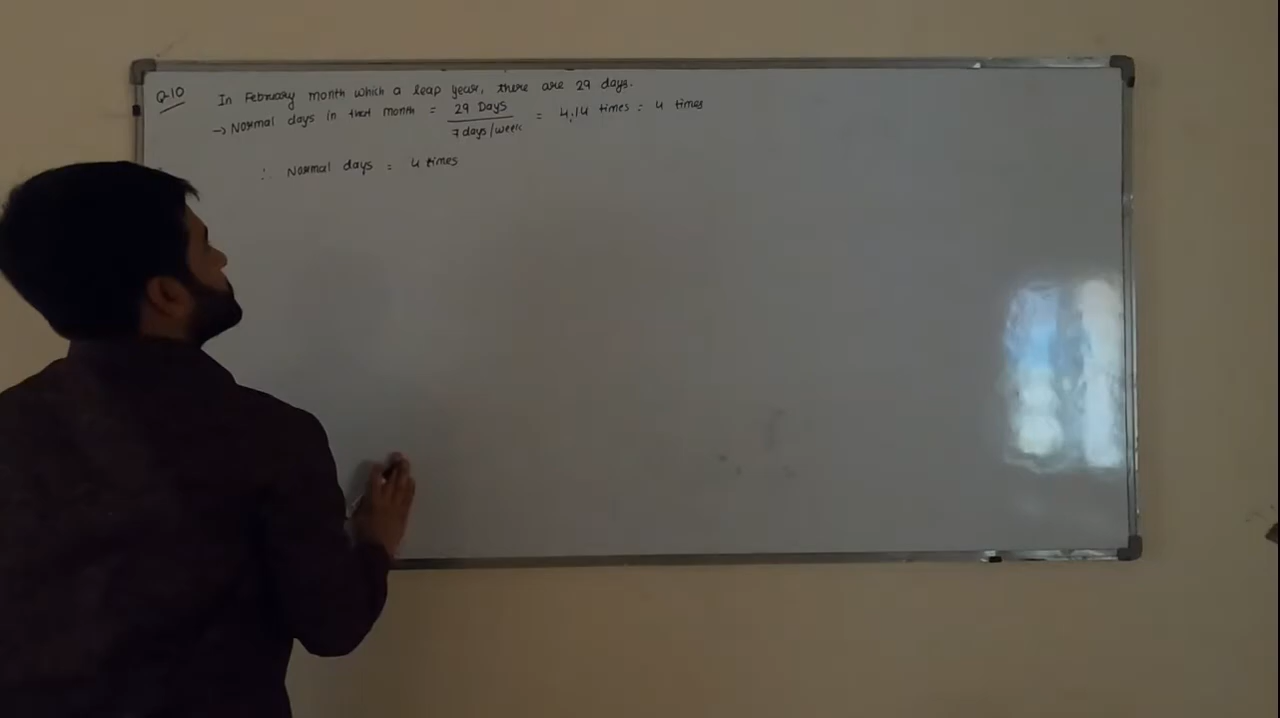 Q.10 In February month which a leap year, there are 29 days.
→ Normal days in that month = 29 Days / 7 days/week = 4.14 times = 4 times
∴ Normal days = 4 times